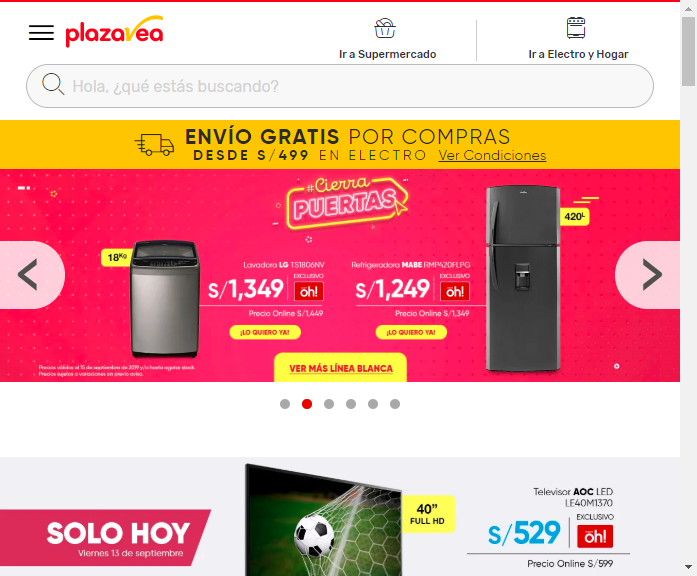 plazavea
Ir a Supermercado
Ir a Electro y Hogar
Hola, ¿qué estás buscando?
ENVÍO GRATIS POR COMPRAS
DESDE S/499 EN ELECTRO Ver Condiciones
#Cierra
PUERTAS
18Kg
420L
Lavadora LG TS1806NV
S/1,349
EXCLUSIVO
oh!
Precio Online S/1,449
¡LO QUIERO YA!
Refrigeradora MABE RMP420FLPG
S/1,249
EXCLUSIVO
oh!
Precio Online S/1,349
¡LO QUIERO YA!
Precios válidos al 15 de septiembre de 2019 y/o hasta agotar stock.
Precios sujetos a variaciones sin previo aviso.
VER MÁS LÍNEA BLANCA
SOLO HOY
Viernes 13 de septiembre
40”
FULL HD
Televisor AOC LED
LE40M1370
S/529
EXCLUSIVO
oh!
Precio Online S/599